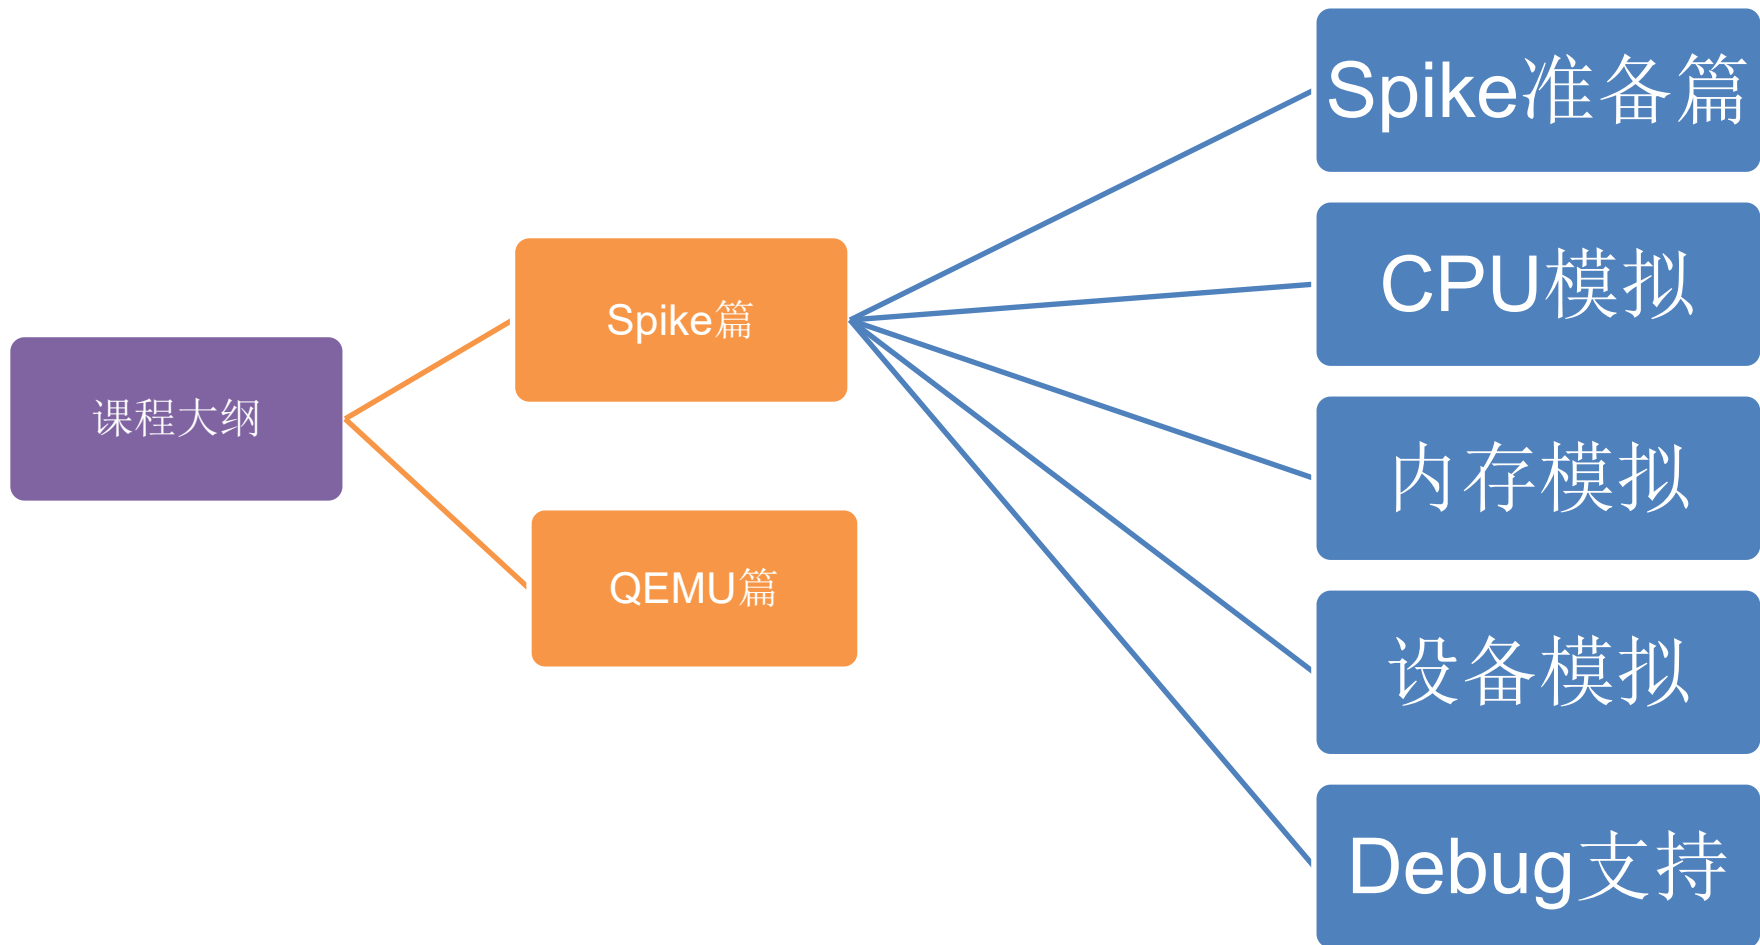 课程大纲
Spike篇
QEMU篇
Spike准备篇
CPU模拟
内存模拟
设备模拟
Debug支持